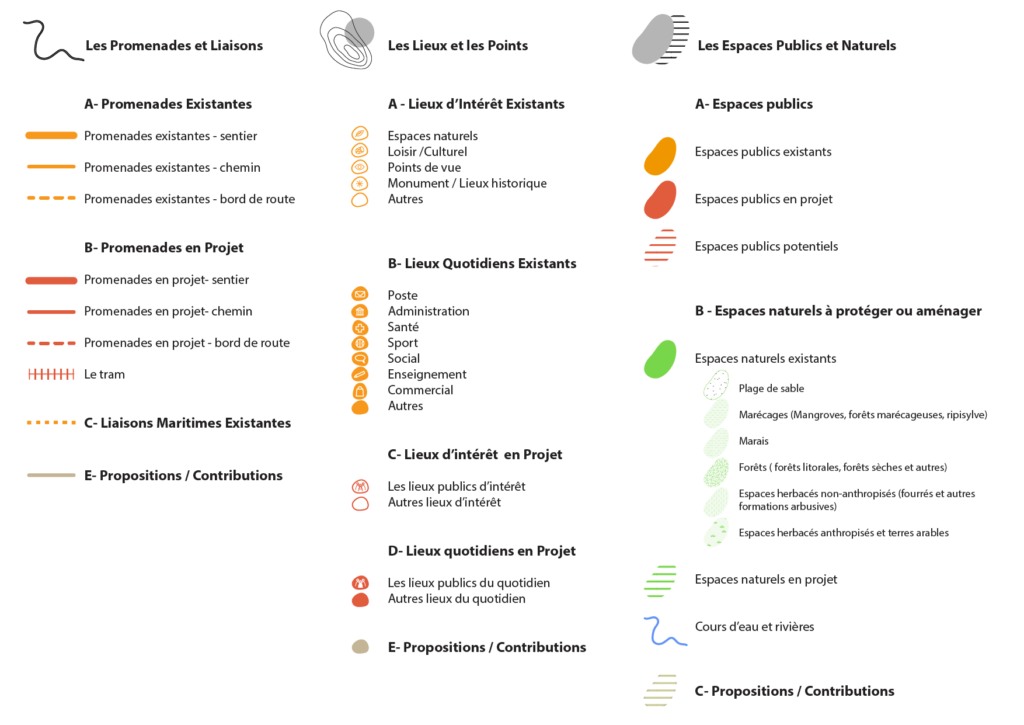 Les Promenades et Liaisons
A- Promenades Existantes
Promenades existantes - sentier
Promenades existantes - chemin
Promenades existantes - bord de route
B- Promenades en Projet
Promenades en projet- sentier
Promenades en projet- chemin
Promenades en projet - bord de route
Le tram
C- Liaisons Maritimes Existantes
E- Propositions / Contributions
Les Lieux et les Points
A - Lieux d'Intérêt Existants
Espaces naturels
Loisir /Culturel
Points de vue
Monument / Lieux historique
Autres
B- Lieux Quotidiens Existants
Poste
Administration
Santé
Sport
Social
Enseignement
Commercial
Autres
C- Lieux d'intérêt en Projet
Les lieux publics d'intérêt
Autres lieux d'intérêt
D- Lieux quotidiens en Projet
Les lieux publics du quotidien
Autres lieux du quotidien
E- Propositions / Contributions
Les Espaces Publics et Naturels
A- Espaces publics
Espaces publics existants
Espaces publics en projet
Espaces publics potentiels
B - Espaces naturels à protéger ou aménager
Espaces naturels existants
Plage de sable
Marécages (Mangroves, forêts marécageuses, ripisylve)
Marais
Forêts ( forêts litorales, forêts sèches et autres)
Espaces herbacés non-anthropisés (fourrés et autres
formations arbusives)
Espaces herbacés anthropisés et terres arables
Espaces naturels en projet
Cours d'eau et rivières
C- Propositions / Contributions